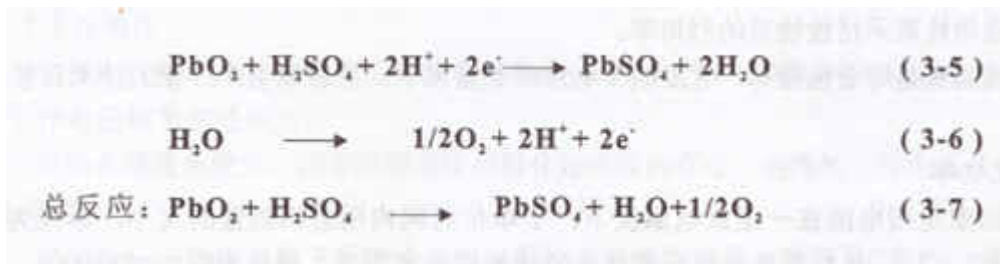 PbO₂ + H₂SO₄ + 2H⁺ + 2e⁻ ⟶ PbSO₄ + 2H₂O (3-5)
H₂O ⟶ 1/2O₂ + 2H⁺ + 2e⁻ (3-6)
总反应：PbO₂ + H₂SO₄ ⟶ PbSO₄ + H₂O+1/2O₂ (3-7)